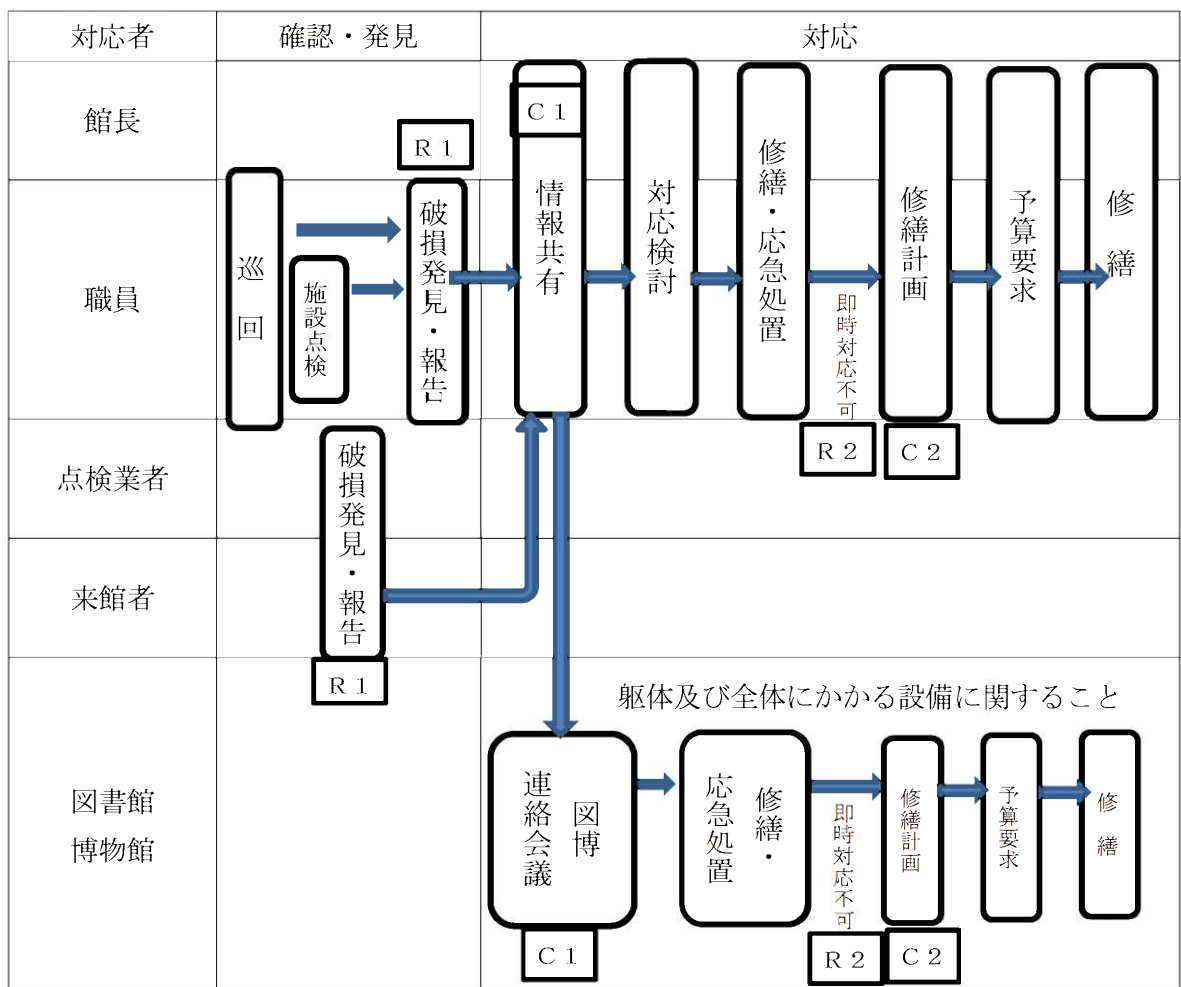 対応者
確認・発見
対応
館長
職員
点検業者
来館者
図書館
博物館
巡回
施設点検
R１
破損発見・報告
破損発見・報告
R１
C１
情報共有
対応検討
修繕・応急処置
即時対応不可
R２
修繕計画
C２
予算要求
修繕
躯体及び全体にかかる設備に関すること
図博
連絡会議
C１
修繕・
応急処置
即時対応不可
R２
修繕計画
C２
予算要求
修繕